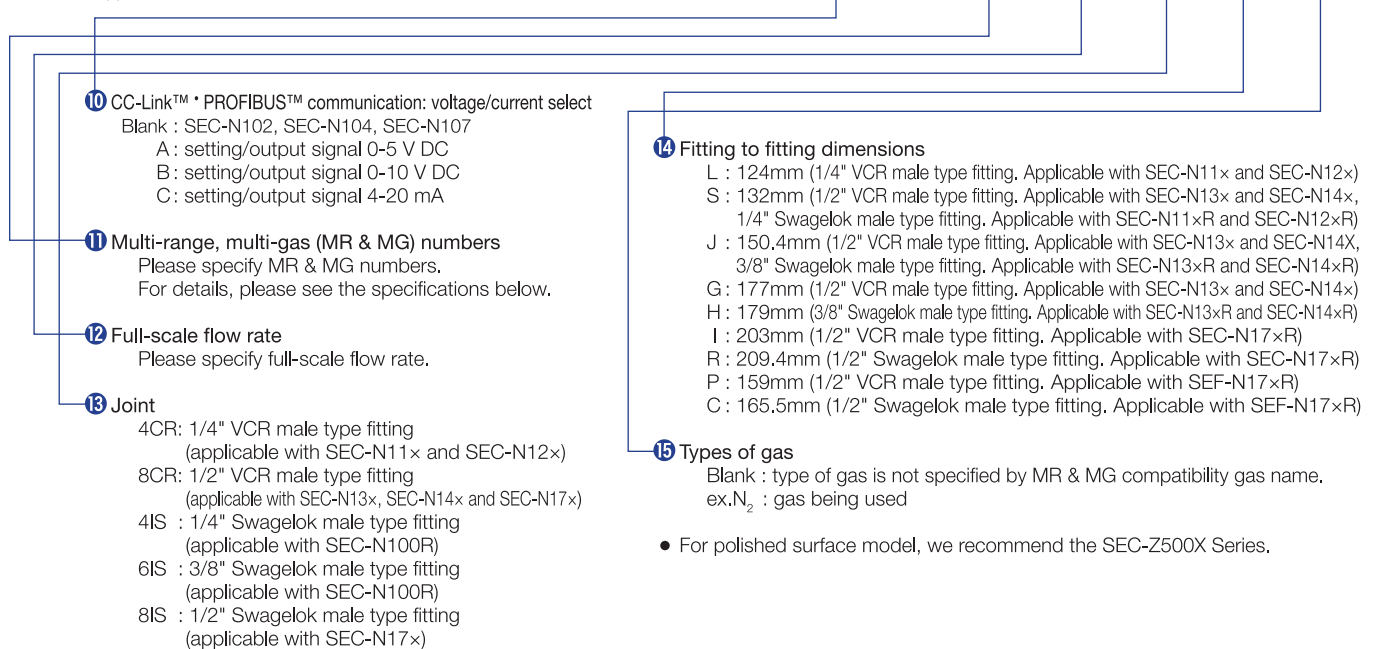 ⑩ CC-Link™・PROFIBUS™ communication: voltage/current select
Blank : SEC-N102, SEC-N104, SEC-N107
A : setting/output signal 0-5 V DC
B : setting/output signal 0-10 V DC
C : setting/output signal 4-20 mA
⑪ Multi-range, multi-gas (MR & MG) numbers
Please specify MR & MG numbers.
For details, please see the specifications below.
⑫ Full-scale flow rate
Please specify full-scale flow rate.
⑬ Joint
4CR: 1/4" VCR male type fitting
(applicable with SEC-N11× and SEC-N12×)
8CR: 1/2" VCR male type fitting
(applicable with SEC-N13×, SEC-N14× and SEC-N17×)
4IS : 1/4" Swagelok male type fitting
(applicable with SEC-N100R)
6IS : 3/8" Swagelok male type fitting
(applicable with SEC-N100R)
8IS : 1/2" Swagelok male type fitting
(applicable with SEC-N17×)
⑭ Fitting to fitting dimensions
L : 124mm (1/4" VCR male type fitting. Applicable with SEC-N11× and SEC-N12×)
S : 132mm (1/2" VCR male type fitting. Applicable with SEC-N13× and SEC-N14×,
1/4" Swagelok male type fitting. Applicable with SEC-N11×R and SEC-N12×R)
J : 150.4mm (1/2" VCR male type fitting. Applicable with SEC-N13× and SEC-N14X,
3/8" Swagelok male type fitting. Applicable with SEC-N13×R and SEC-N14×R)
G : 177mm (1/2" VCR male type fitting. Applicable with SEC-N13× and SEC-N14×)
H : 179mm (3/8" Swagelok male type fitting. Applicable with SEC-N13×R and SEC-N14×R)
I : 203mm (1/2" VCR male type fitting. Applicable with SEC-N17×R)
R : 209.4mm (1/2" Swagelok male type fitting. Applicable with SEC-N17×R)
P : 159mm (1/2" VCR male type fitting. Applicable with SEF-N17×R)
C : 165.5mm (1/2" Swagelok male type fitting. Applicable with SEF-N17×R)
⑮ Types of gas
Blank : type of gas is not specified by MR & MG compatibility gas name.
ex.N₂ : gas being used
● For polished surface model, we recommend the SEC-Z500X Series.